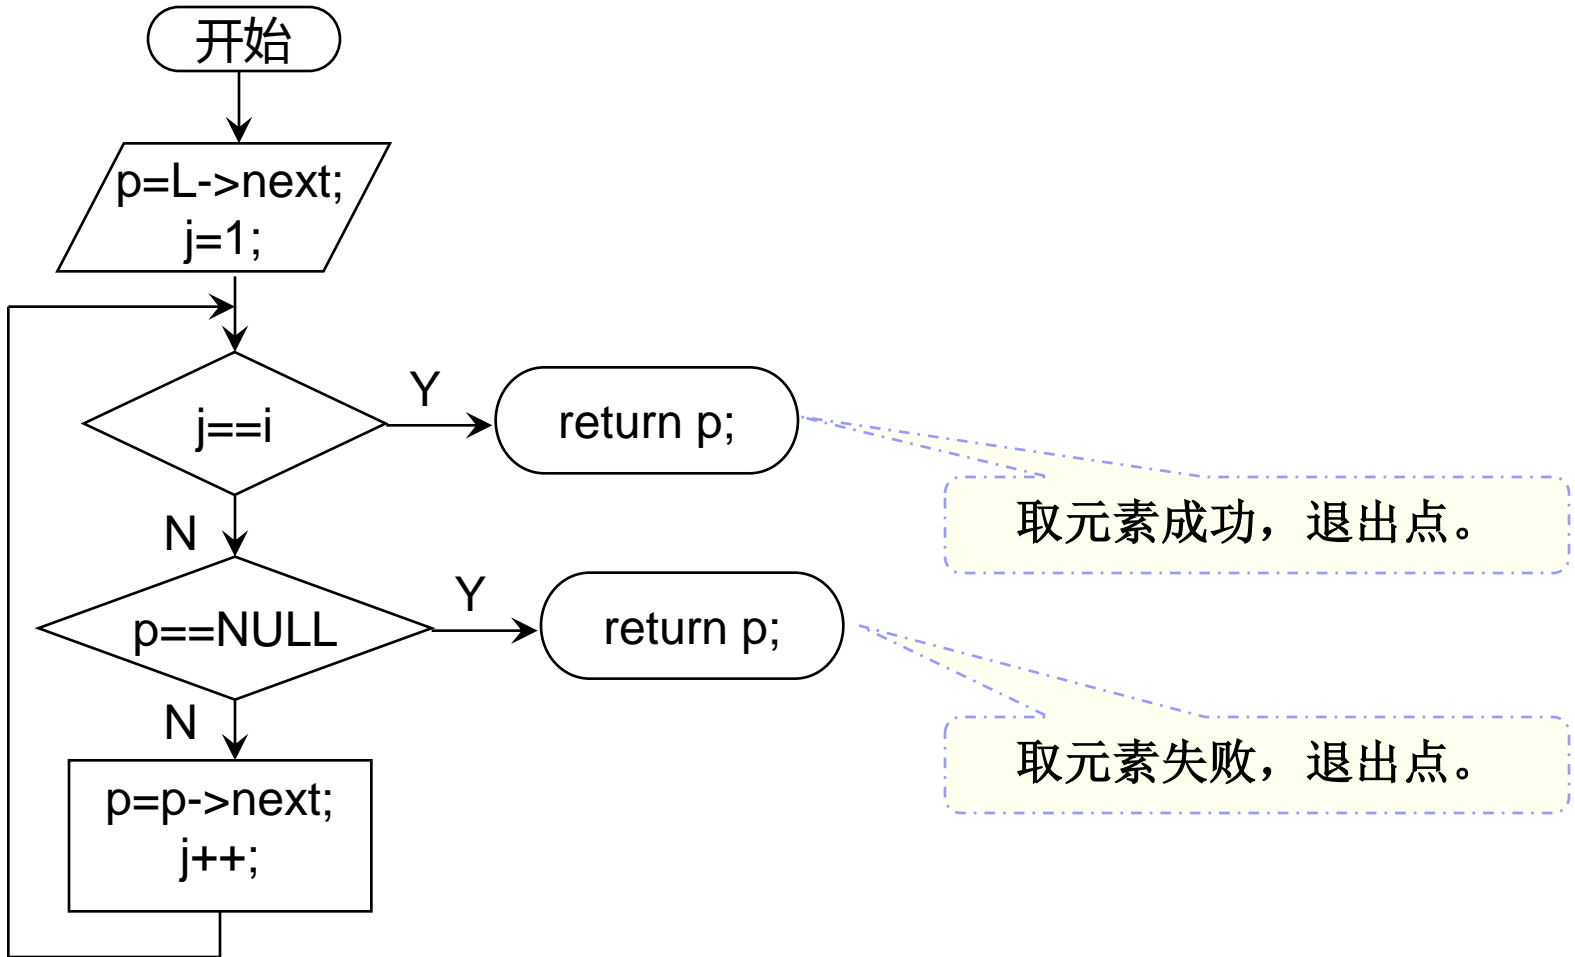 开始
p=L->next;
j=1;
j==i
Y
return p;
取元素成功，退出点。
N
p==NULL
Y
return p;
取元素失败，退出点。
N
p=p->next;
j++;